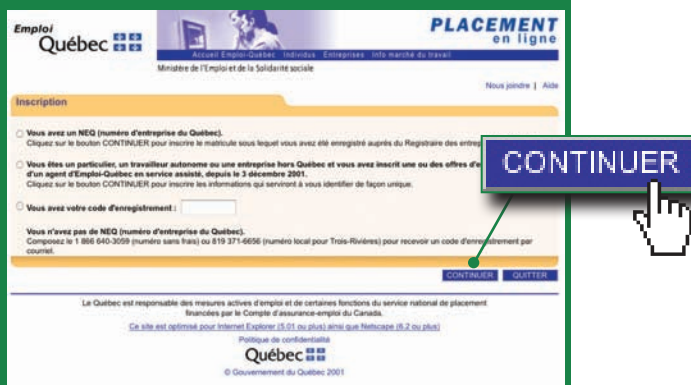 Emploi
Québec
PLACEMENT
en ligne
Accueil Emploi-Québec Individus Entreprises Info marché du travail
Ministère de l'Emploi et de la Solidarité sociale
Nous joindre | Aide
Inscription
Vous avez un NEQ (numéro d'entreprise du Québec).
Cliquez sur le bouton CONTINUER pour inscrire le matricule sous lequel vous avez été enregistré auprès du Registraire des entrep
Vous êtes un particulier, un travailleur autonome ou une entreprise hors Québec et vous avez inscrit une ou des offres d'e
d'un agent d'Emploi-Québec en service assisté, depuis le 3 décembre 2001.
Cliquez sur le bouton CONTINUER pour inscrire les informations qui serviront à vous identifier de façon unique.
CONTINUER
Vous avez votre code d'enregistrement :
Vous n'avez pas de NEQ (numéro d'entreprise du Québec).
Composez le 1 866 640-3059 (numéro sans frais) ou 819 371-6656 (numéro local pour Trois-Rivières) pour recevoir un code d'enregistrement par
courriel.
CONTINUER QUITTER
Le Québec est responsable des mesures actives d'emploi et de certaines fonctions du service national de placement
financées par le Compte d'assurance-emploi du Canada.
Ce site est optimisé pour Internet Explorer (5.01 ou plus) ainsi que Netscape (6.2 ou plus)
Politique de confidentialité
Québec
© Gouvernement du Québec 2001